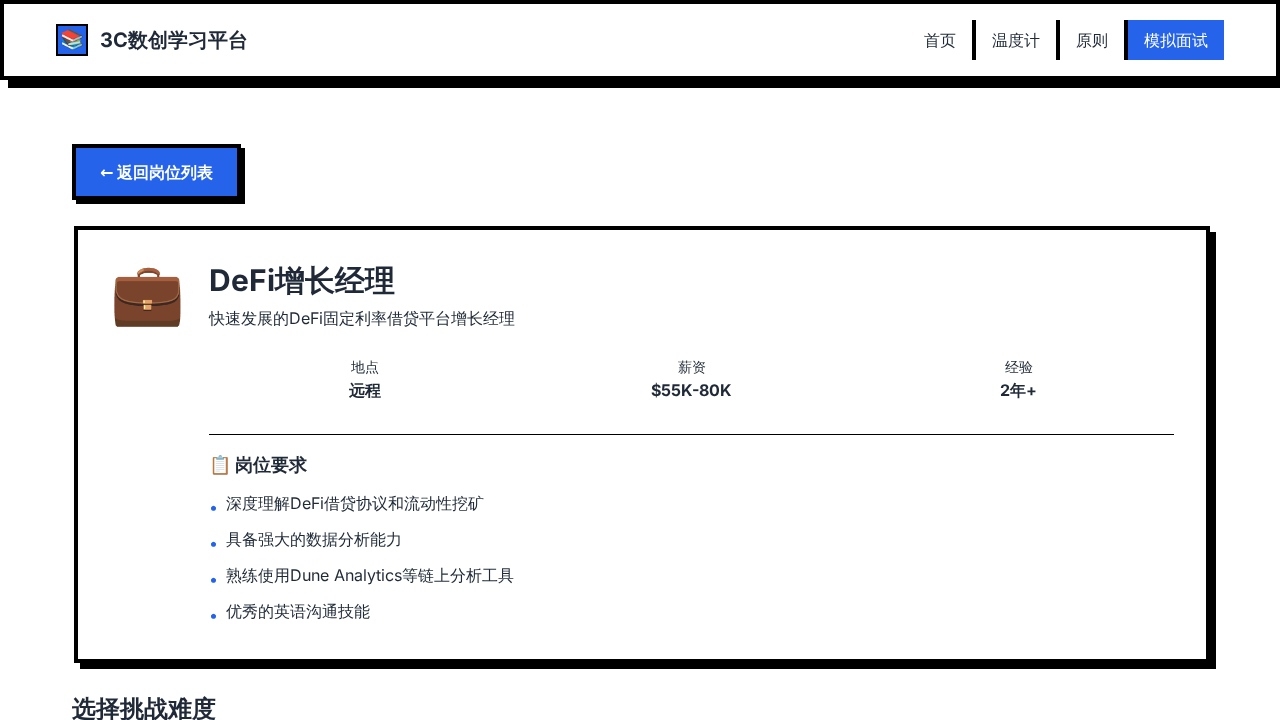 3C数创学习平台
首页
温度计
原则
模拟面试
← 返回岗位列表
DeFi增长经理
快速发展的DeFi固定利率借贷平台增长经理
地点
薪资
经验
远程
$55K-80K
2年+
📋 岗位要求
• 深度理解DeFi借贷协议和流动性挖矿
• 具备强大的数据分析能力
• 熟练使用Dune Analytics等链上分析工具
• 优秀的英语沟通技能
选择挑战难度